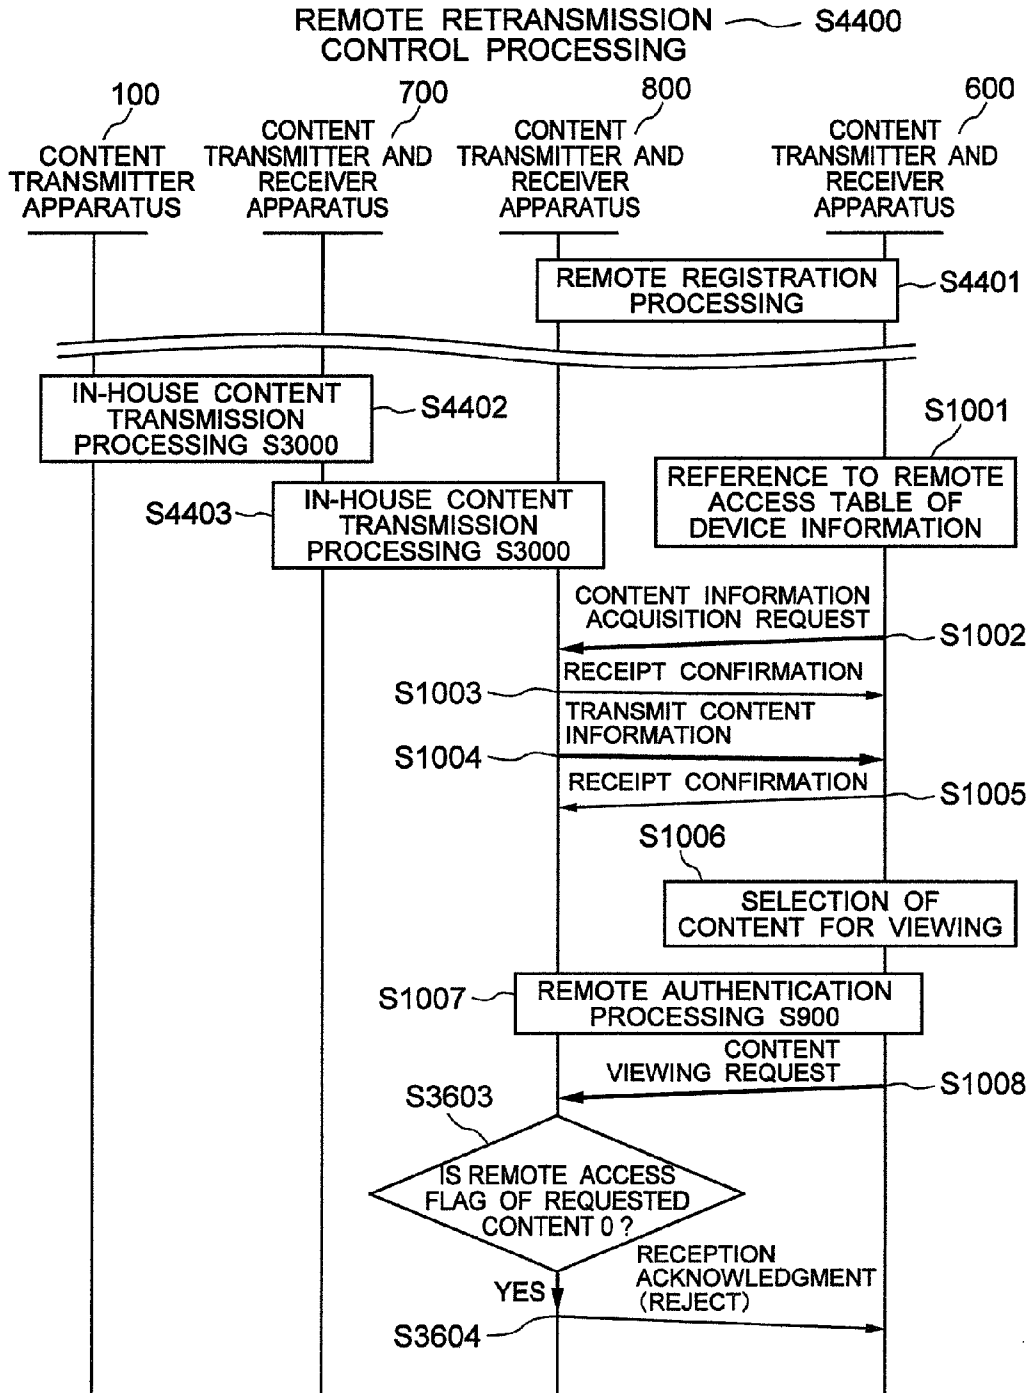 REMOTE RETRANSMISSION
CONTROL PROCESSING
S4400
100
CONTENT
TRANSMITTER
APPARATUS
700
CONTENT
TRANSMITTER AND
RECEIVER
APPARATUS
800
CONTENT
TRANSMITTER AND
RECEIVER
APPARATUS
600
CONTENT
TRANSMITTER AND
RECEIVER
APPARATUS
REMOTE REGISTRATION
PROCESSING
S4401
IN-HOUSE CONTENT
TRANSMISSION
PROCESSING S3000
S4402
S1001
REFERENCE TO REMOTE
ACCESS TABLE OF
DEVICE INFORMATION
S4403
IN-HOUSE CONTENT
TRANSMISSION
PROCESSING S3000
CONTENT INFORMATION
ACQUISITION REQUEST
S1002
RECEIPT CONFIRMATION
S1003
TRANSMIT CONTENT
INFORMATION
S1004
RECEIPT CONFIRMATION
S1005
S1006
SELECTION OF
CONTENT FOR VIEWING
S1007
REMOTE AUTHENTICATION
PROCESSING S900
CONTENT
VIEWING REQUEST
S1008
S3603
IS REMOTE ACCESS
FLAG OF REQUESTED
CONTENT 0 ?
YES
RECEPTION
ACKNOWLEDGMENT
(REJECT)
S3604